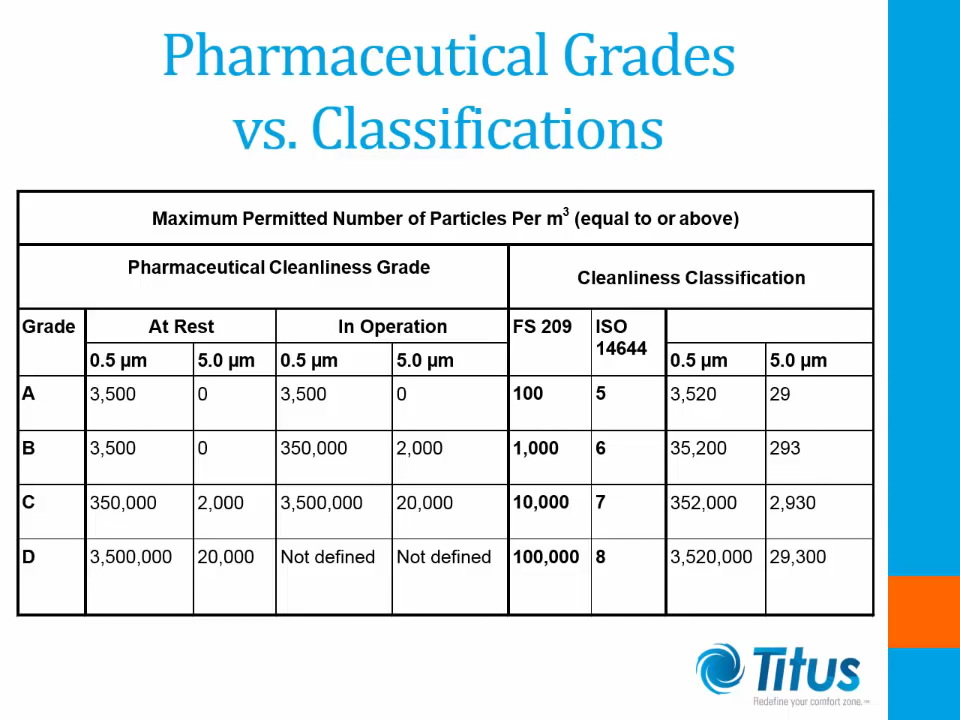 Pharmaceutical Grades
vs. Classifications
Maximum Permitted Number of Particles Per m³ (equal to or above)
Pharmaceutical Cleanliness Grade
Cleanliness Classification
Grade At Rest In Operation FS 209 ISO
14644
0.5 µm 5.0 µm 0.5 µm 5.0 µm 0.5 µm 5.0 µm
A 3,500 0 3,500 0 100 5 3,520 29
B 3,500 0 350,000 2,000 1,000 6 35,200 293
C 350,000 2,000 3,500,000 20,000 10,000 7 352,000 2,930
D 3,500,000 20,000 Not defined Not defined 100,000 8 3,520,000 29,300
Titus
Redefine your comfort zone.™